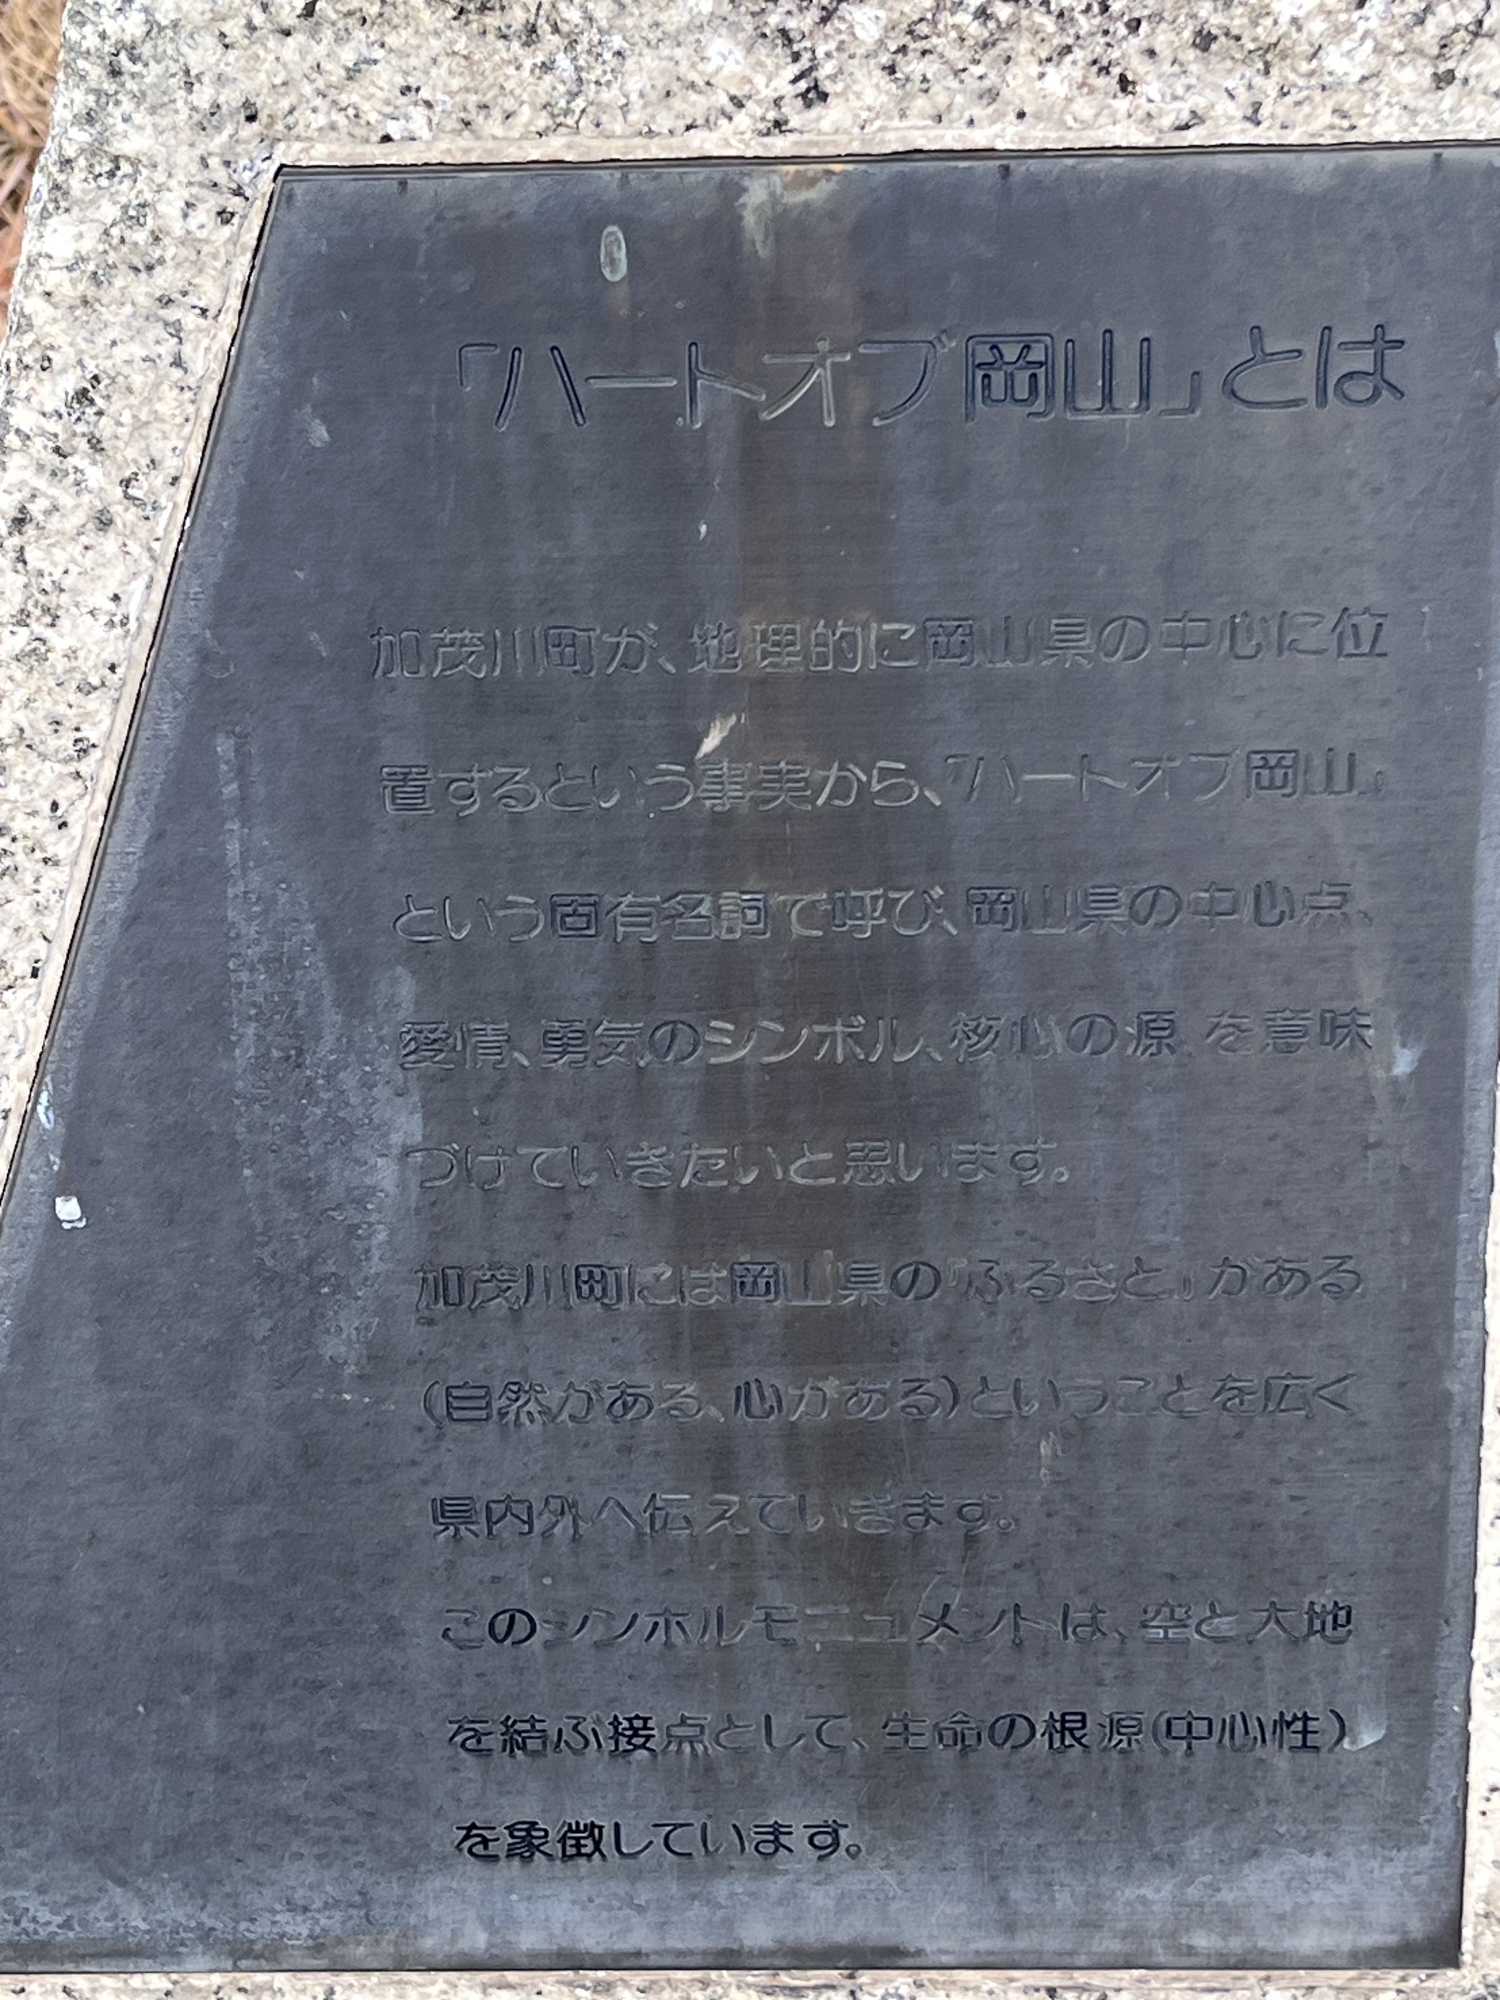 「ハートオブ岡山」とは
加茂川町が、地理的に岡山県の中心に位
置するという事実から、『ハートオブ岡山』
という固有名詞で呼び、岡山県の中心点、
愛情、勇気のシンボル、核心の源、を意味
づけていきたいと思います。
加茂川町には岡山県の『ふるさと』がある
(自然がある、心がある)ということを広く
県内外へ伝えていきます。
このシンボルモニュメントは、空と大地
を結ぶ接点として、生命の根源(中心性)
を象徴しています。